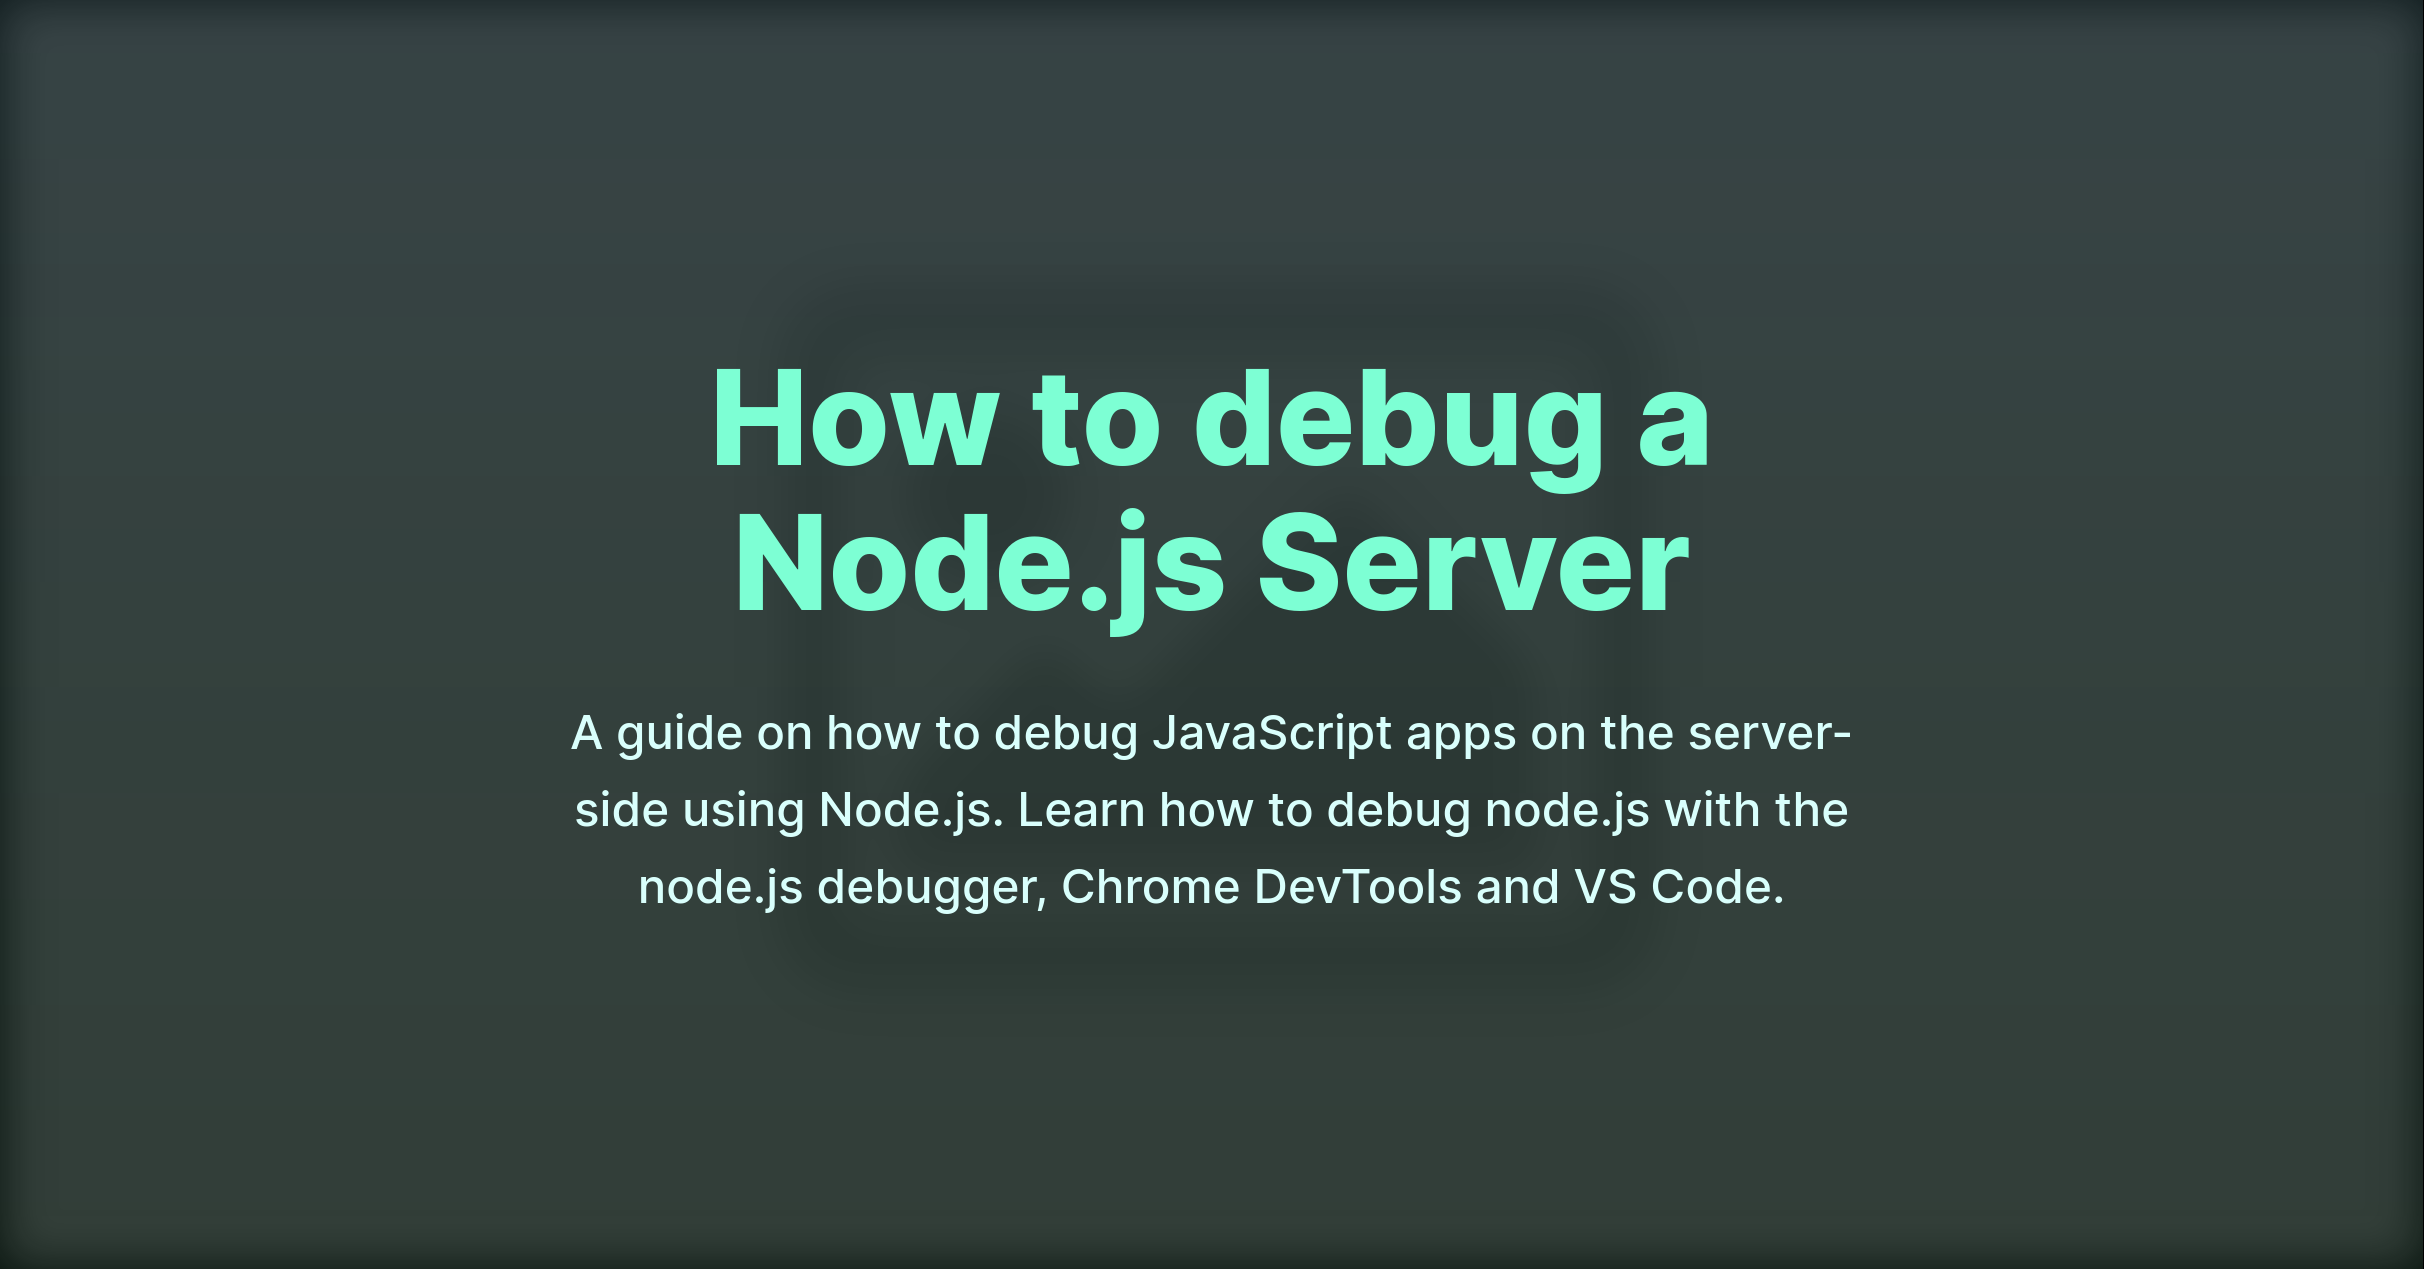 How to debug a
Node.js Server
A guide on how to debug JavaScript apps on the server-
side using Node.js. Learn how to debug node.js with the
node.js debugger, Chrome DevTools and VS Code.